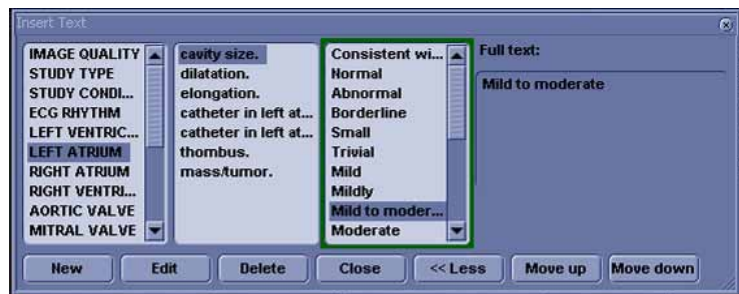 Insert Text
IMAGE QUALITY
STUDY TYPE
STUDY CONDI...
ECG RHYTHM
LEFT VENTRIC...
LEFT ATRIUM
RIGHT ATRIUM
RIGHT VENTRI...
AORTIC VALVE
MITRAL VALVE
cavity size.
dilatation.
elongation.
catheter in left at...
catheter in left at...
thombus.
mass/tumor.
Consistent wi...
Normal
Abnormal
Borderline
Small
Trivial
Mild
Mildly
Mild to moder...
Moderate
Full text:
Mild to moderate
New Edit Delete Close << Less Move up Move down